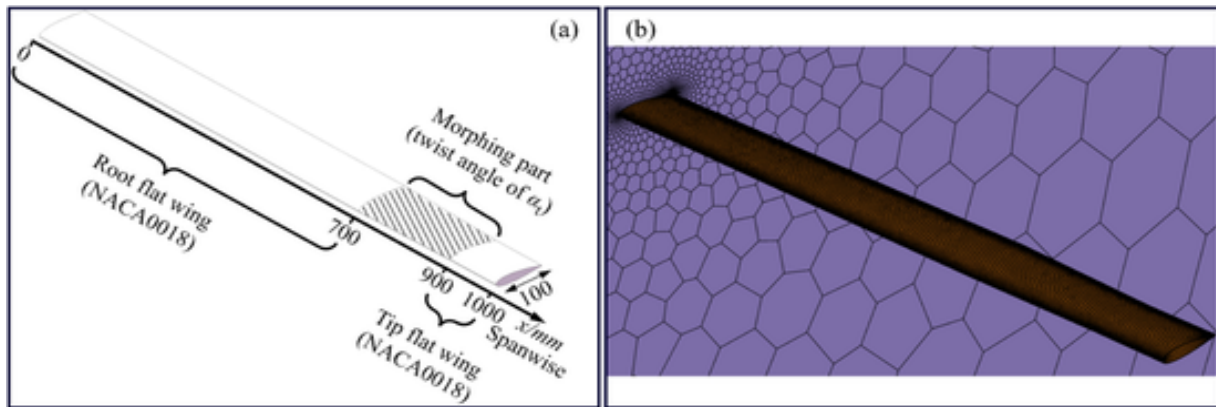 (a)
0
Morphing part
(twist angle of αt)
Root flat wing
(NACA0018)
700
900
1000
100
x/mm
Spanwise
Tip flat wing
(NACA0018)
(b)